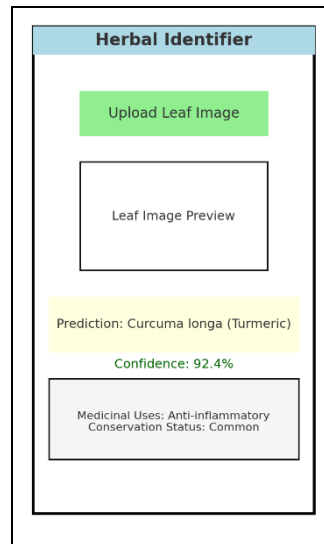 Herbal Identifier
Upload Leaf Image
Leaf Image Preview
Prediction: Curcuma longa (Turmeric)
Confidence: 92.4%
Medicinal Uses: Anti-inflammatory
Conservation Status: Common